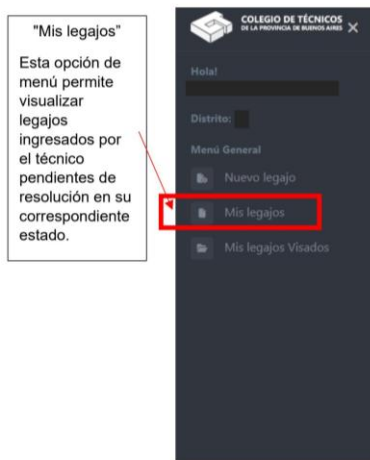 "Mis legajos"
Esta opción de
menú permite
visualizar
legajos
ingresados por
el técnico
pendientes de
resolución en su
correspondiente
estado.
COLEGIO DE TÉCNICOS
DE LA PROVINCIA DE BUENOS AIRES
Hola!
Distrito:
Menú General
Nuevo legajo
Mis legajos
Mis legajos Visados